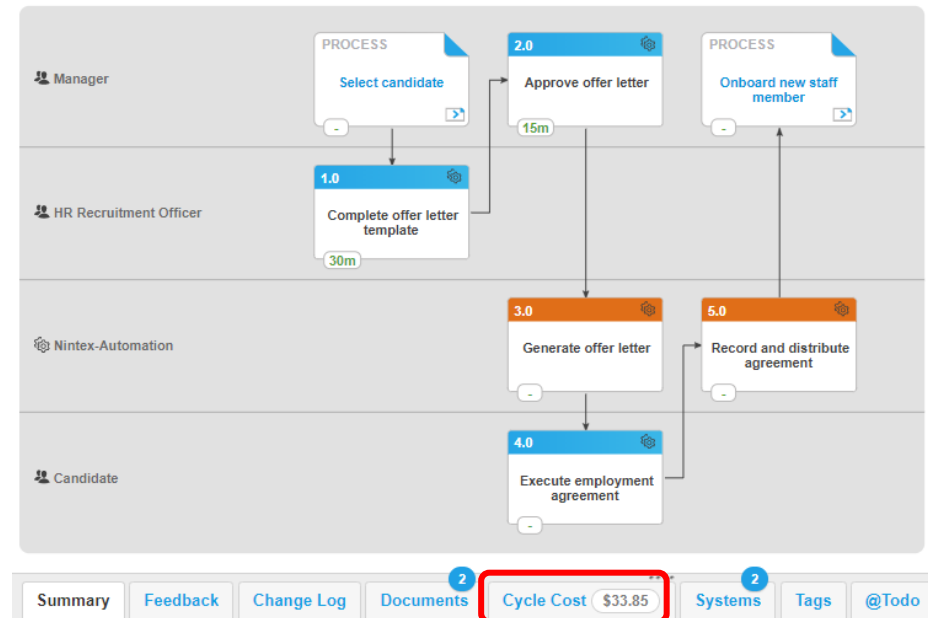 PROCESS
Select candidate
-
2.0
Approve offer letter
15m
PROCESS
Onboard new staff
member
-
Manager
1.0
Complete offer letter
template
30m
HR Recruitment Officer
3.0
Generate offer letter
-
5.0
Record and distribute
agreement
-
Nintex-Automation
4.0
Execute employment
agreement
-
Candidate
Summary
Feedback
Change Log
Documents
2
Cycle Cost $33.85
Systems
2
Tags
@Todo